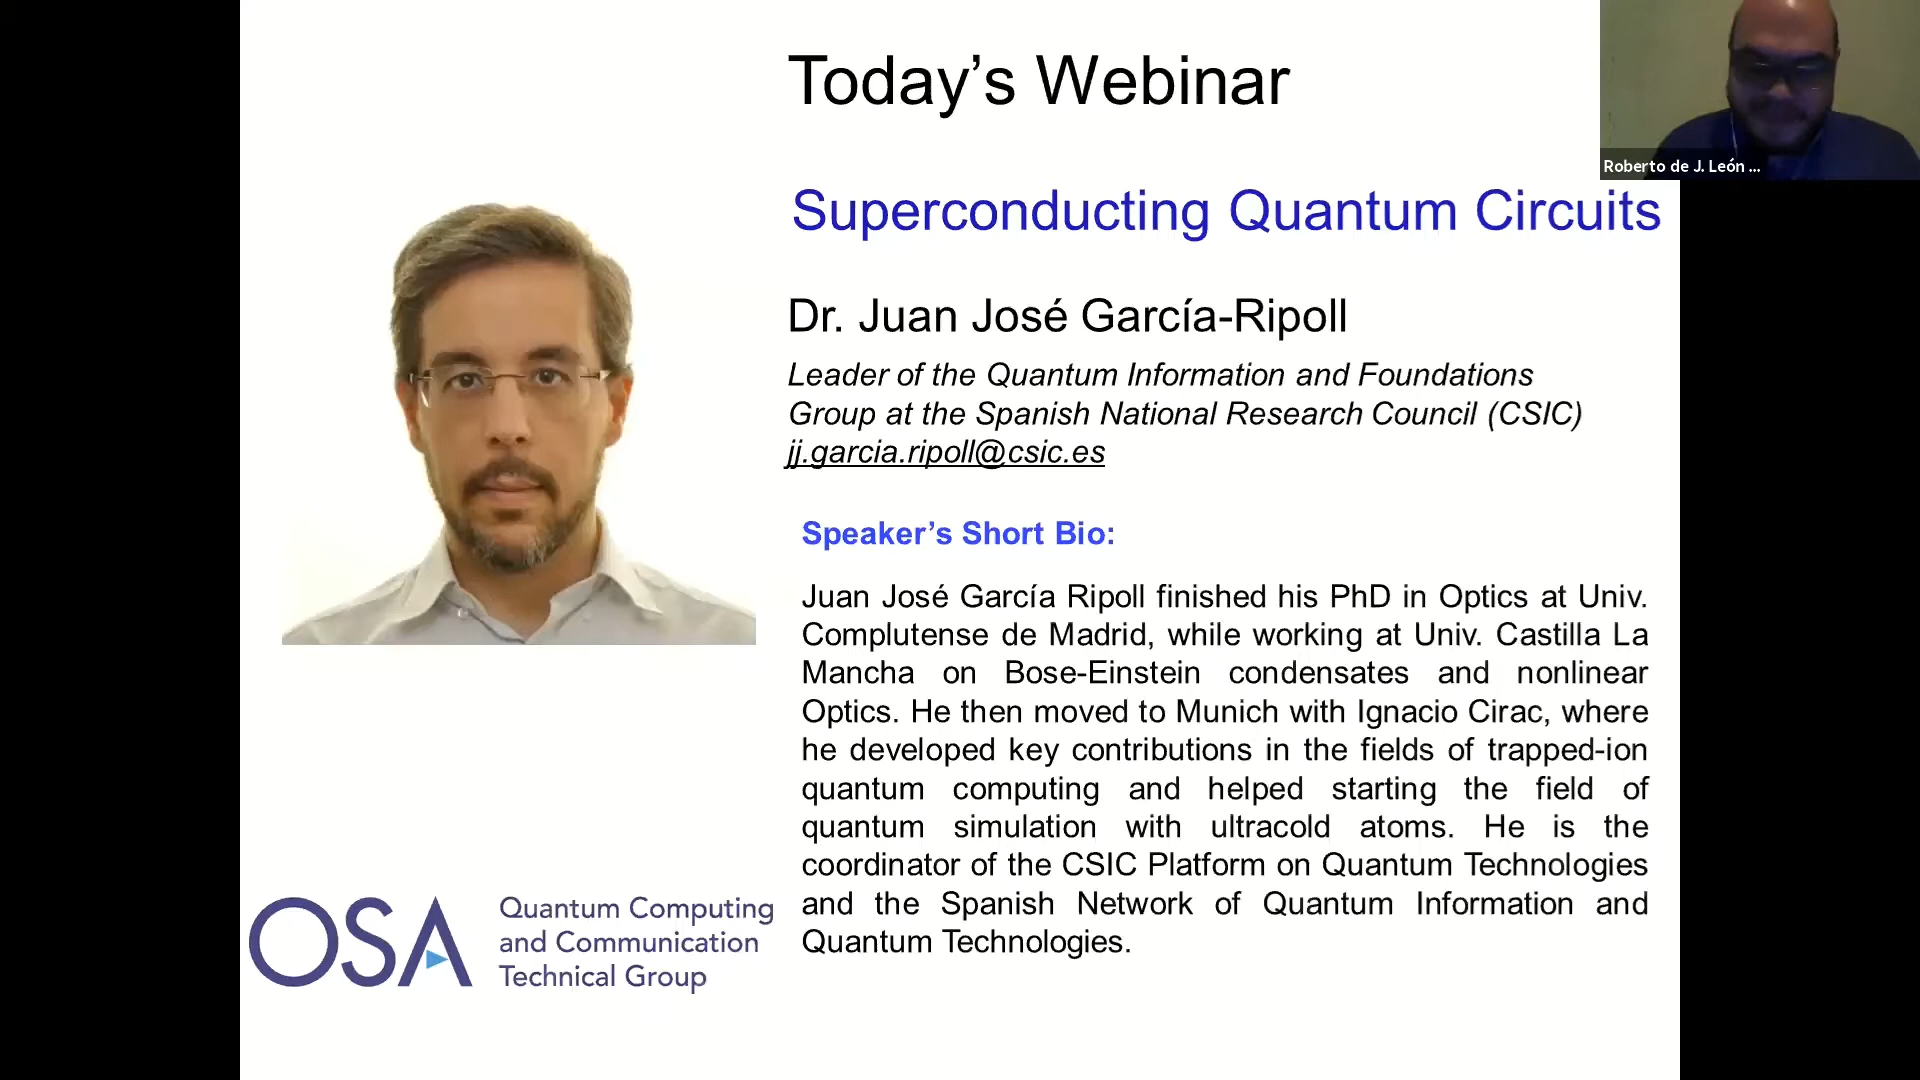 Today’s Webinar
Roberto de J. León ...
Superconducting Quantum Circuits
Dr. Juan José García-Ripoll
Leader of the Quantum Information and Foundations
Group at the Spanish National Research Council (CSIC)
jj.garcia.ripoll@csic.es
Speaker’s Short Bio:
Juan José García Ripoll finished his PhD in Optics at Univ.
Complutense de Madrid, while working at Univ. Castilla La
Mancha on Bose-Einstein condensates and nonlinear
Optics. He then moved to Munich with Ignacio Cirac, where
he developed key contributions in the fields of trapped-ion
quantum computing and helped starting the field of
quantum simulation with ultracold atoms. He is the
coordinator of the CSIC Platform on Quantum Technologies
and the Spanish Network of Quantum Information and
Quantum Technologies.
OSA
Quantum Computing
and Communication
Technical Group